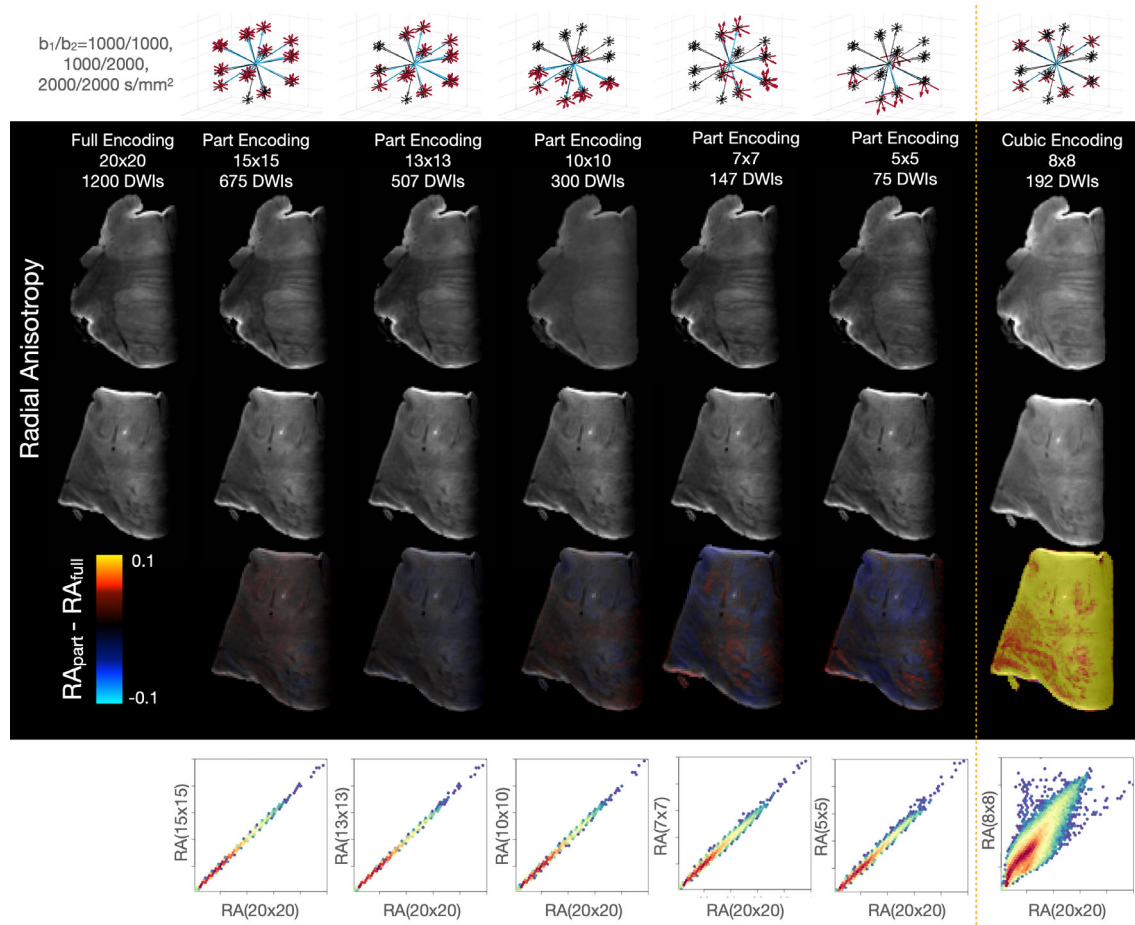 b₁/b₂=1000/1000,
1000/2000,
2000/2000 s/mm²
Full Encoding
20x20
1200 DWIs
Part Encoding
15x15
675 DWIs
Part Encoding
13x13
507 DWIs
Part Encoding
10x10
300 DWIs
Part Encoding
7x7
147 DWIs
Part Encoding
5x5
75 DWIs
Cubic Encoding
8x8
192 DWIs
Radial Anisotropy
RApart - RAfull
0.1
-0.1
RA(15x15)
RA(20x20)
RA(13x13)
RA(20x20)
RA(10x10)
RA(20x20)
RA(7x7)
RA(20x20)
RA(5x5)
RA(20x20)
RA(8x8)
RA(20x20)